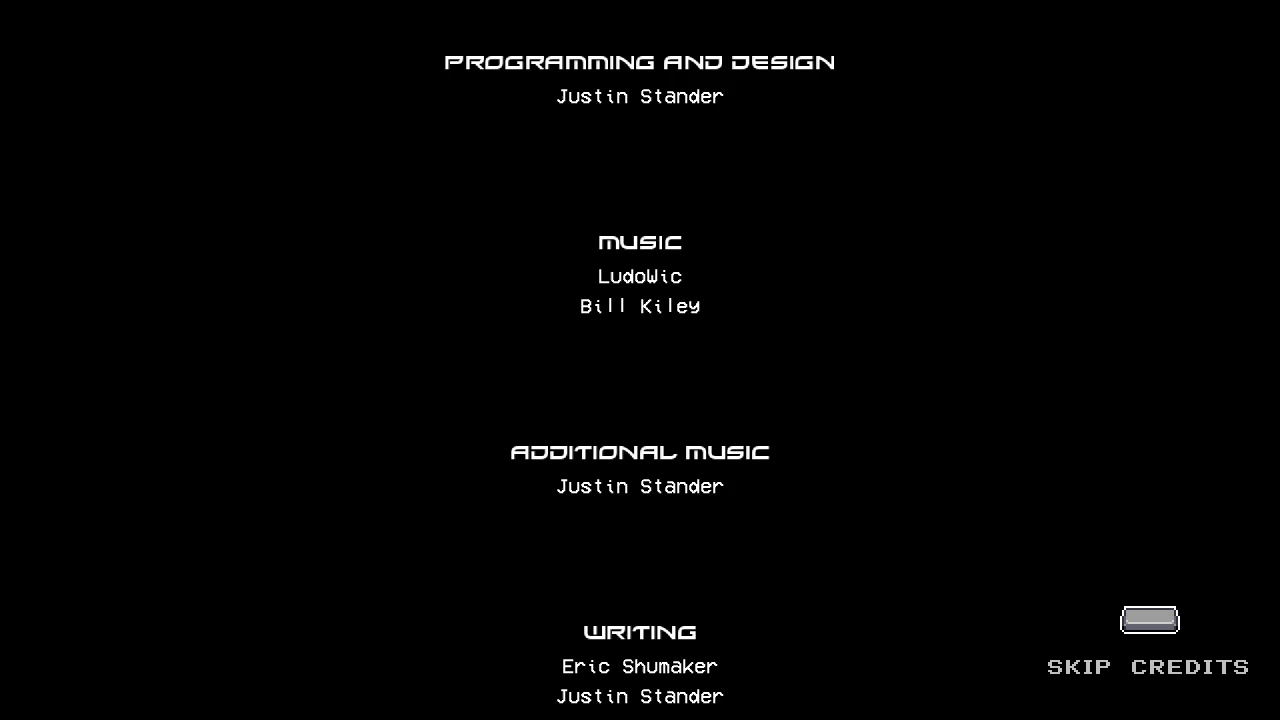 PROGRAMMING AND DESIGN
Justin Stander
MUSIC
LudoWic
Bill Kiley
ADDITIONAL MUSIC
Justin Stander
WRITING
Eric Shumaker
Justin Stander
SKIP CREDITS